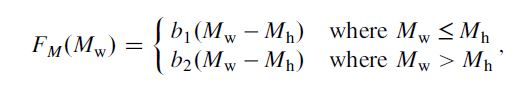 F_M(M_w) = { b_1(M_w − M_h) where M_w ≤ M_h
b_2(M_w − M_h) where M_w > M_h ,